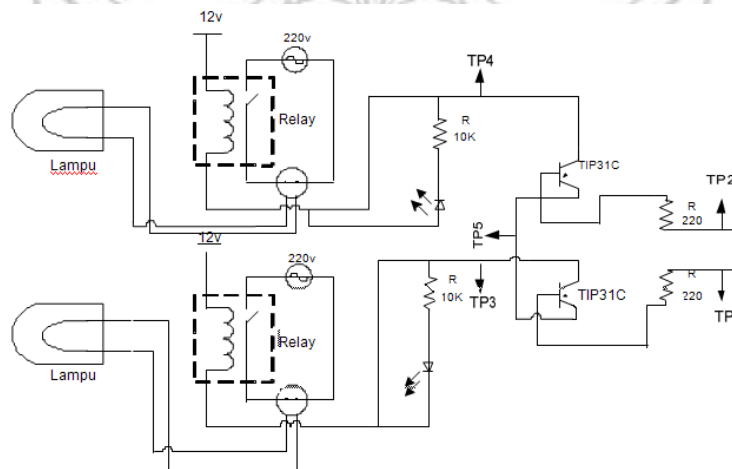 12v
220v
TP4
Relay
R
10K
Lampu
TIP31C
TP2
R
220
TP5
12v
220v
R
10K
TP3
TIP31C
R
220
Relay
Lampu